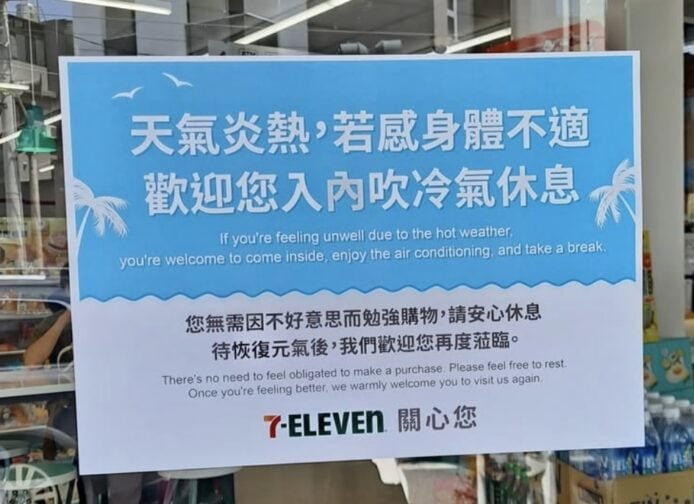 天氣炎熱，若感身體不適
歡迎您入內吹冷氣休息
If you're feeling unwell due to the hot weather,
you're welcome to come inside, enjoy the air conditioning, and take a break.
您無需因不好意思而勉強購物，請安心休息
待恢復元氣後，我們歡迎您再度蒞臨。
There's no need to feel obligated to make a purchase. Please feel free to rest.
Once you're feeling better, we warmly welcome you to visit us again.
7-ELEVEn 關心您